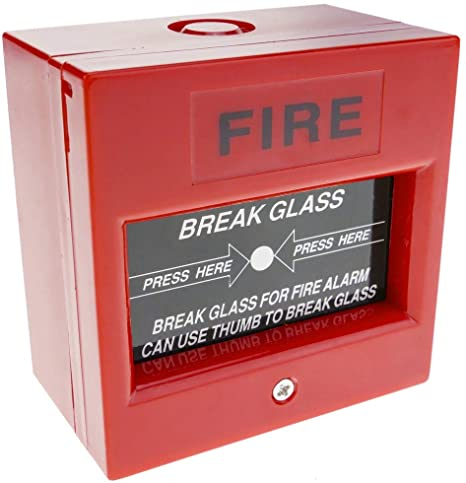 FIRE
BREAK GLASS
PRESS HERE PRESS HERE
BREAK GLASS FOR FIRE ALARM
CAN USE THUMB TO BREAK GLASS